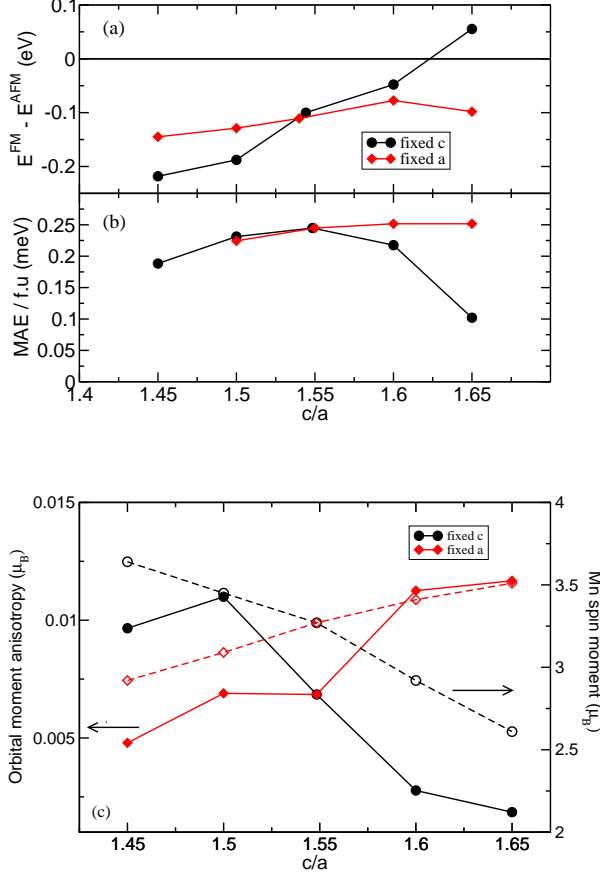 (a)
0.1
0
-0.1
-0.2
E^FM - E^AFM (eV)
fixed c
fixed a
(b)
0.25
0.2
0.15
0.1
0.05
0
MAE / f.u (meV)
1.4 1.45 1.5 1.55 1.6 1.65
c/a
0.015
0.01
0.005
Orbital moment anisotropy (μ_B)
fixed c
fixed a
4
3.5
3
2.5
2
Mn spin moment (μ_B)
(c)
1.45 1.5 1.55 1.6 1.65
c/a